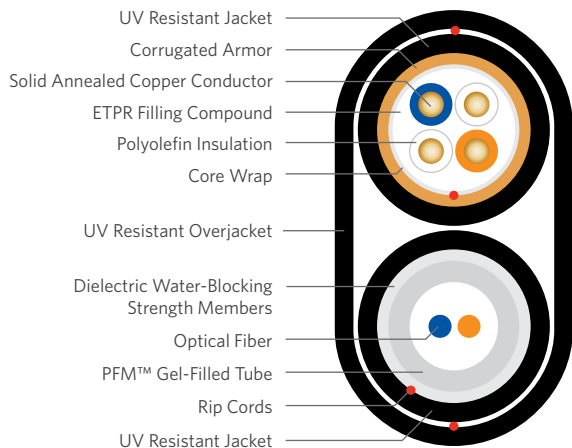 UV Resistant Jacket
Corrugated Armor
Solid Annealed Copper Conductor
ETPR Filling Compound
Polyolefin Insulation
Core Wrap
UV Resistant Overjacket
Dielectric Water-Blocking
Strength Members
Optical Fiber
PFM™ Gel-Filled Tube
Rip Cords
UV Resistant Jacket